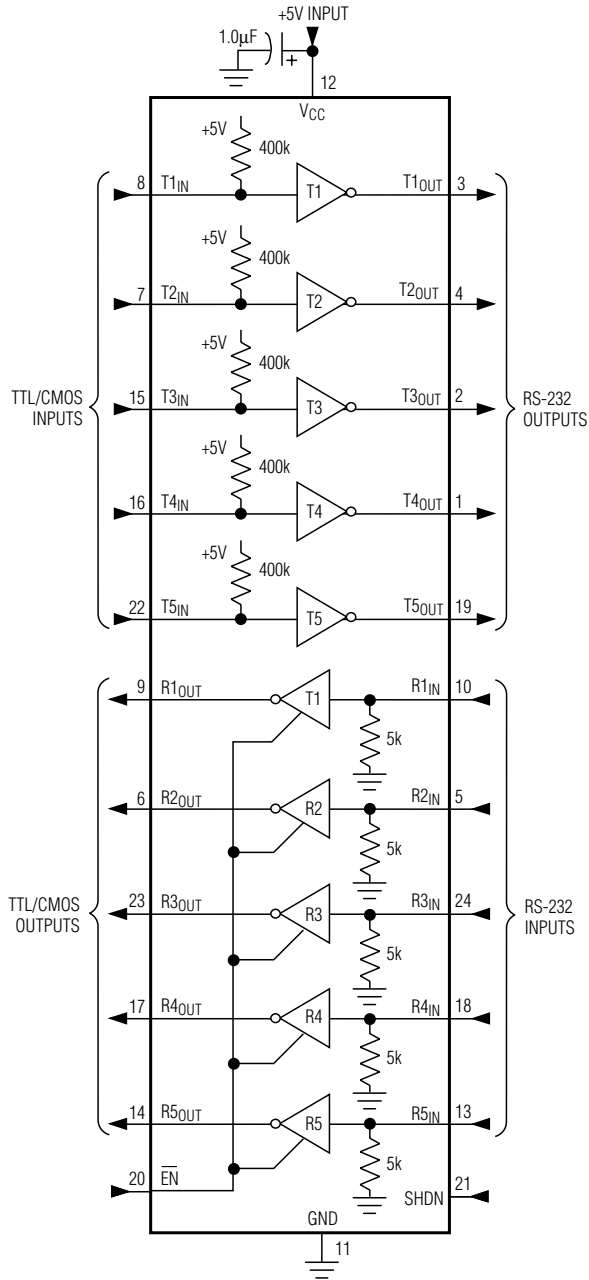 +5V INPUT
1.0µF
+
12
VCC
+5V
400k
8 T1IN T1 T1OUT 3
+5V
400k
7 T2IN T2 T2OUT 4
+5V
400k
TTL/CMOS
INPUTS
15 T3IN T3 T3OUT 2
RS-232
OUTPUTS
+5V
400k
16 T4IN T4 T4OUT 1
+5V
400k
22 T5IN T5 T5OUT 19
9 R1OUT T1 R1IN 10
5k
6 R2OUT R2 R2IN 5
5k
TTL/CMOS
OUTPUTS
23 R3OUT R3 R3IN 24
RS-232
INPUTS
5k
17 R4OUT R4 R4IN 18
5k
14 R5OUT R5 R5IN 13
5k
20 EN
SHDN 21
GND
11